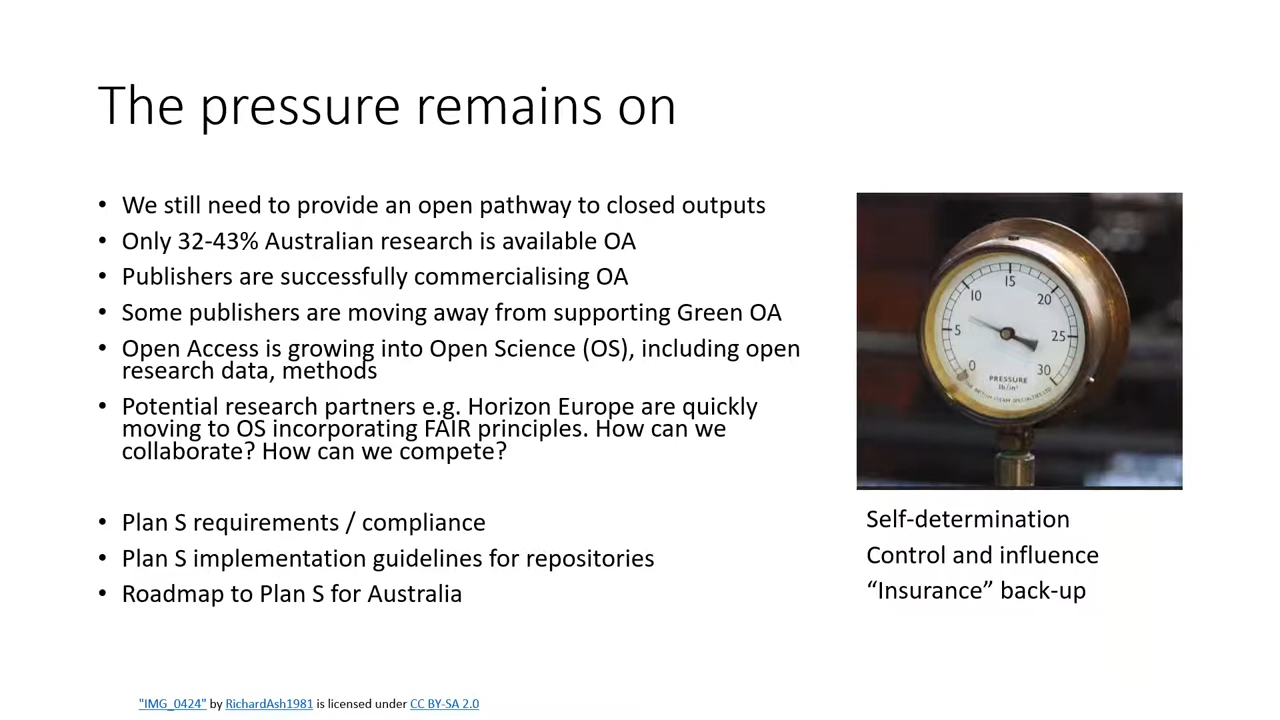 The pressure remains on
• We still need to provide an open pathway to closed outputs
• Only 32-43% Australian research is available OA
• Publishers are successfully commercialising OA
• Some publishers are moving away from supporting Green OA
• Open Access is growing into Open Science (OS), including open
research data, methods
• Potential research partners e.g. Horizon Europe are quickly
moving to OS incorporating FAIR principles. How can we
collaborate? How can we compete?
• Plan S requirements / compliance
• Plan S implementation guidelines for repositories
• Roadmap to Plan S for Australia
0
5
10
15
20
25
30
PRESSURE
lb/in²
Self-determination
Control and influence
“Insurance” back-up
"IMG_0424" by RichardAsh1981 is licensed under CC BY-SA 2.0